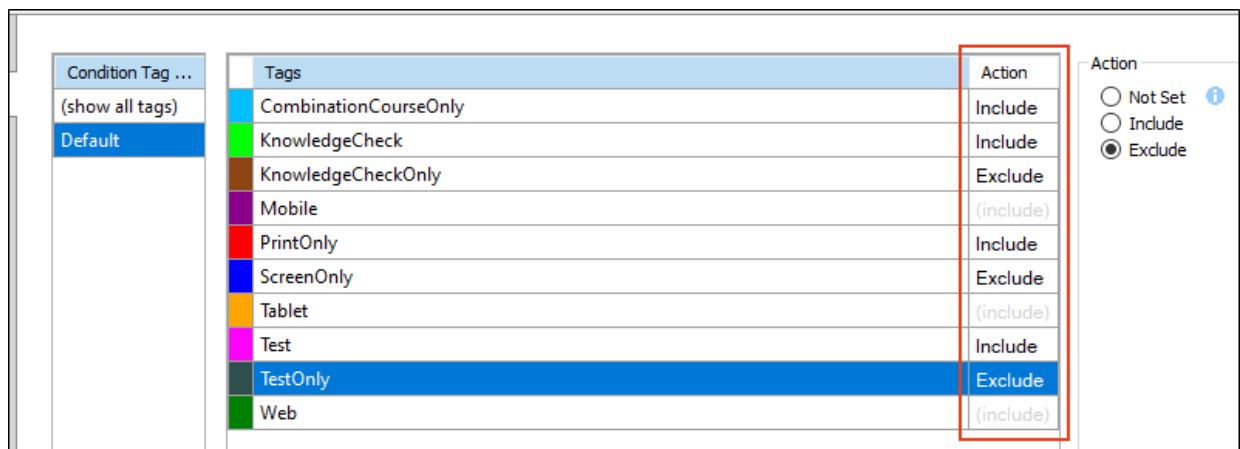 Condition Tag ...
(show all tags)
Default
Tags Action
CombinationCourseOnly Include
KnowledgeCheck Include
KnowledgeCheckOnly Exclude
Mobile (include)
PrintOnly Include
ScreenOnly Exclude
Tablet (include)
Test Include
TestOnly Exclude
Web (include)
Action
Not Set
Include
Exclude